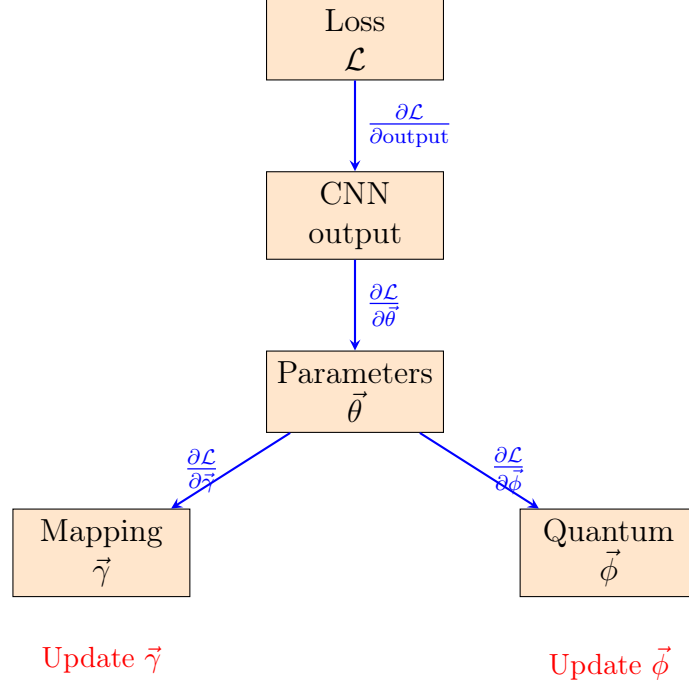 Loss
ℒ
∂ℒ
∂output
CNN
output
∂ℒ
∂θ⃗
Parameters
θ⃗
∂ℒ
∂γ⃗
∂ℒ
∂ϕ⃗
Mapping
γ⃗
Quantum
ϕ⃗
Update γ⃗
Update ϕ⃗